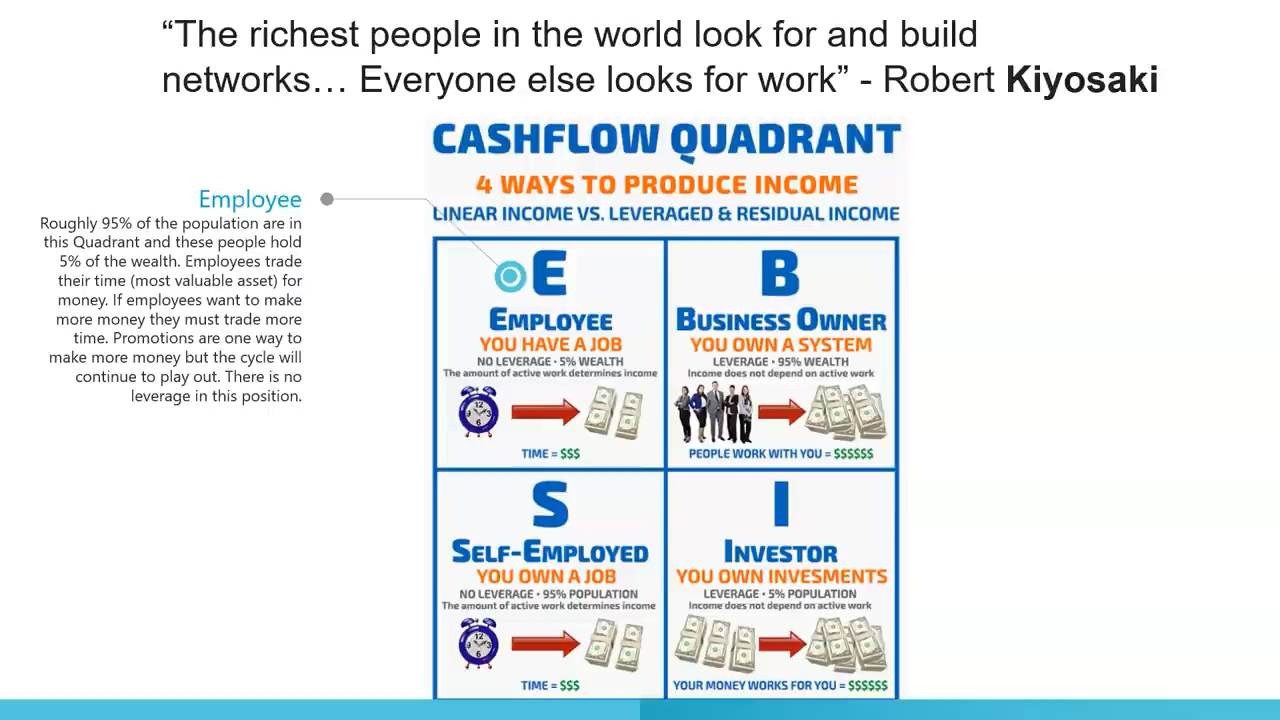 “The richest people in the world look for and build
networks… Everyone else looks for work” - Robert Kiyosaki
CASHFLOW QUADRANT
4 WAYS TO PRODUCE INCOME
LINEAR INCOME VS. LEVERAGED & RESIDUAL INCOME
Employee
Roughly 95% of the population are in
this Quadrant and these people hold
5% of the wealth. Employees trade
their time (most valuable asset) for
money. If employees want to make
more money they must trade more
time. Promotions are one way to
make more money but the cycle will
continue to play out. There is no
leverage in this position.
E
EMPLOYEE
YOU HAVE A JOB
NO LEVERAGE • 5% WEALTH
The amount of active work determines income
TIME = $$$
B
BUSINESS OWNER
YOU OWN A SYSTEM
LEVERAGE • 95% WEALTH
Income does not depend on active work
PEOPLE WORK WITH YOU = $$$$$$
S
SELF-EMPLOYED
YOU OWN A JOB
NO LEVERAGE • 95% POPULATION
The amount of active work determines income
TIME = $$$
I
INVESTOR
YOU OWN INVESMENTS
LEVERAGE • 5% POPULATION
Income does not depend on active work
YOUR MONEY WORKS FOR YOU = $$$$$$